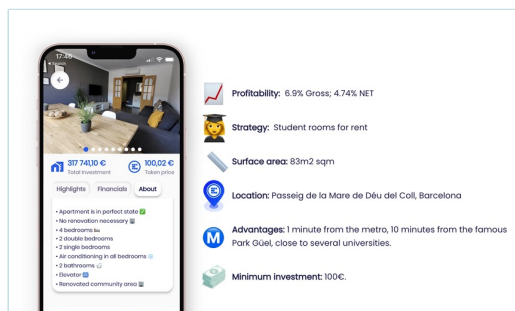 17:46
Search
317 741,10 €
Total Investment
100,02 €
Token price
Highlights
Financials
About
• Apartment is in perfect state ✅
• No renovation necessary
• 4 bedrooms
• 2 double bedrooms
• 2 single bedrooms
• Air conditioning in all bedrooms
• 2 bathrooms
• Elevator
• Renovated community area
Profitability: 6.9% Gross; 4.74% NET
Strategy: Student rooms for rent
Surface area: 83m2 sqm
Location: Passeig de la Mare de Déu del Coll, Barcelona
M
Advantages: 1 minute from the metro, 10 minutes from the famous
Park Güel, close to several universities.
Minimum investment: 100€.